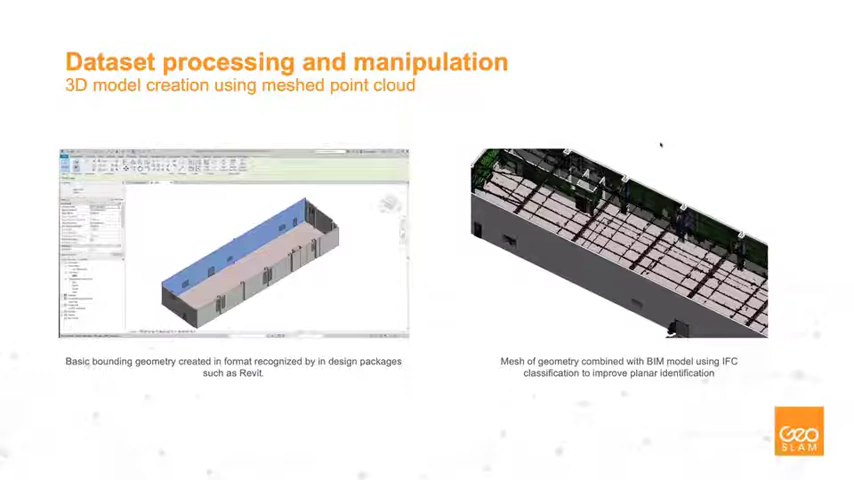 Dataset processing and manipulation
3D model creation using meshed point cloud
Basic bounding geometry created in format recognized by in design packages
such as Revit.
Mesh of geometry combined with BIM model using IFC
classification to improve planar identification
GEO
SLAM